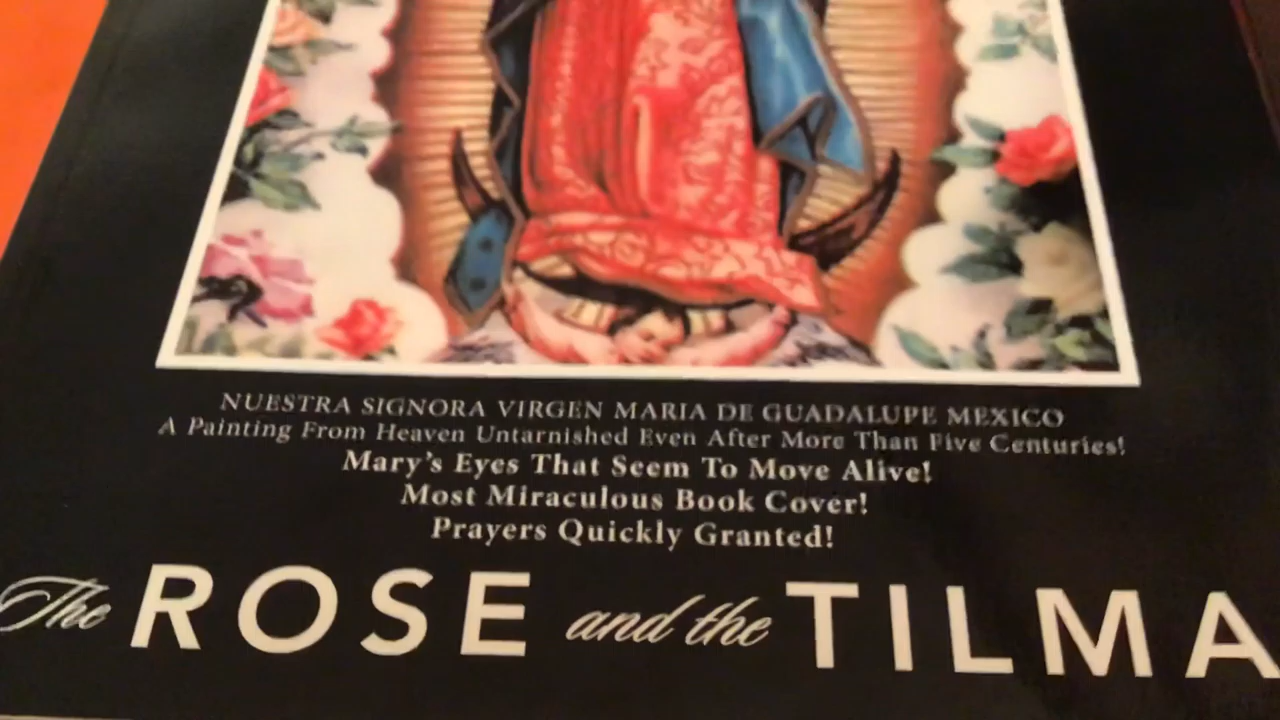 NUESTRA SIGNORA VIRGEN MARIA DE GUADALUPE MEXICO
A Painting From Heaven Untarnished Even After More Than Five Centuries!
Mary's Eyes That Seem To Move Alive!
Most Miraculous Book Cover!
Prayers Quickly Granted!
The ROSE and the TILMA